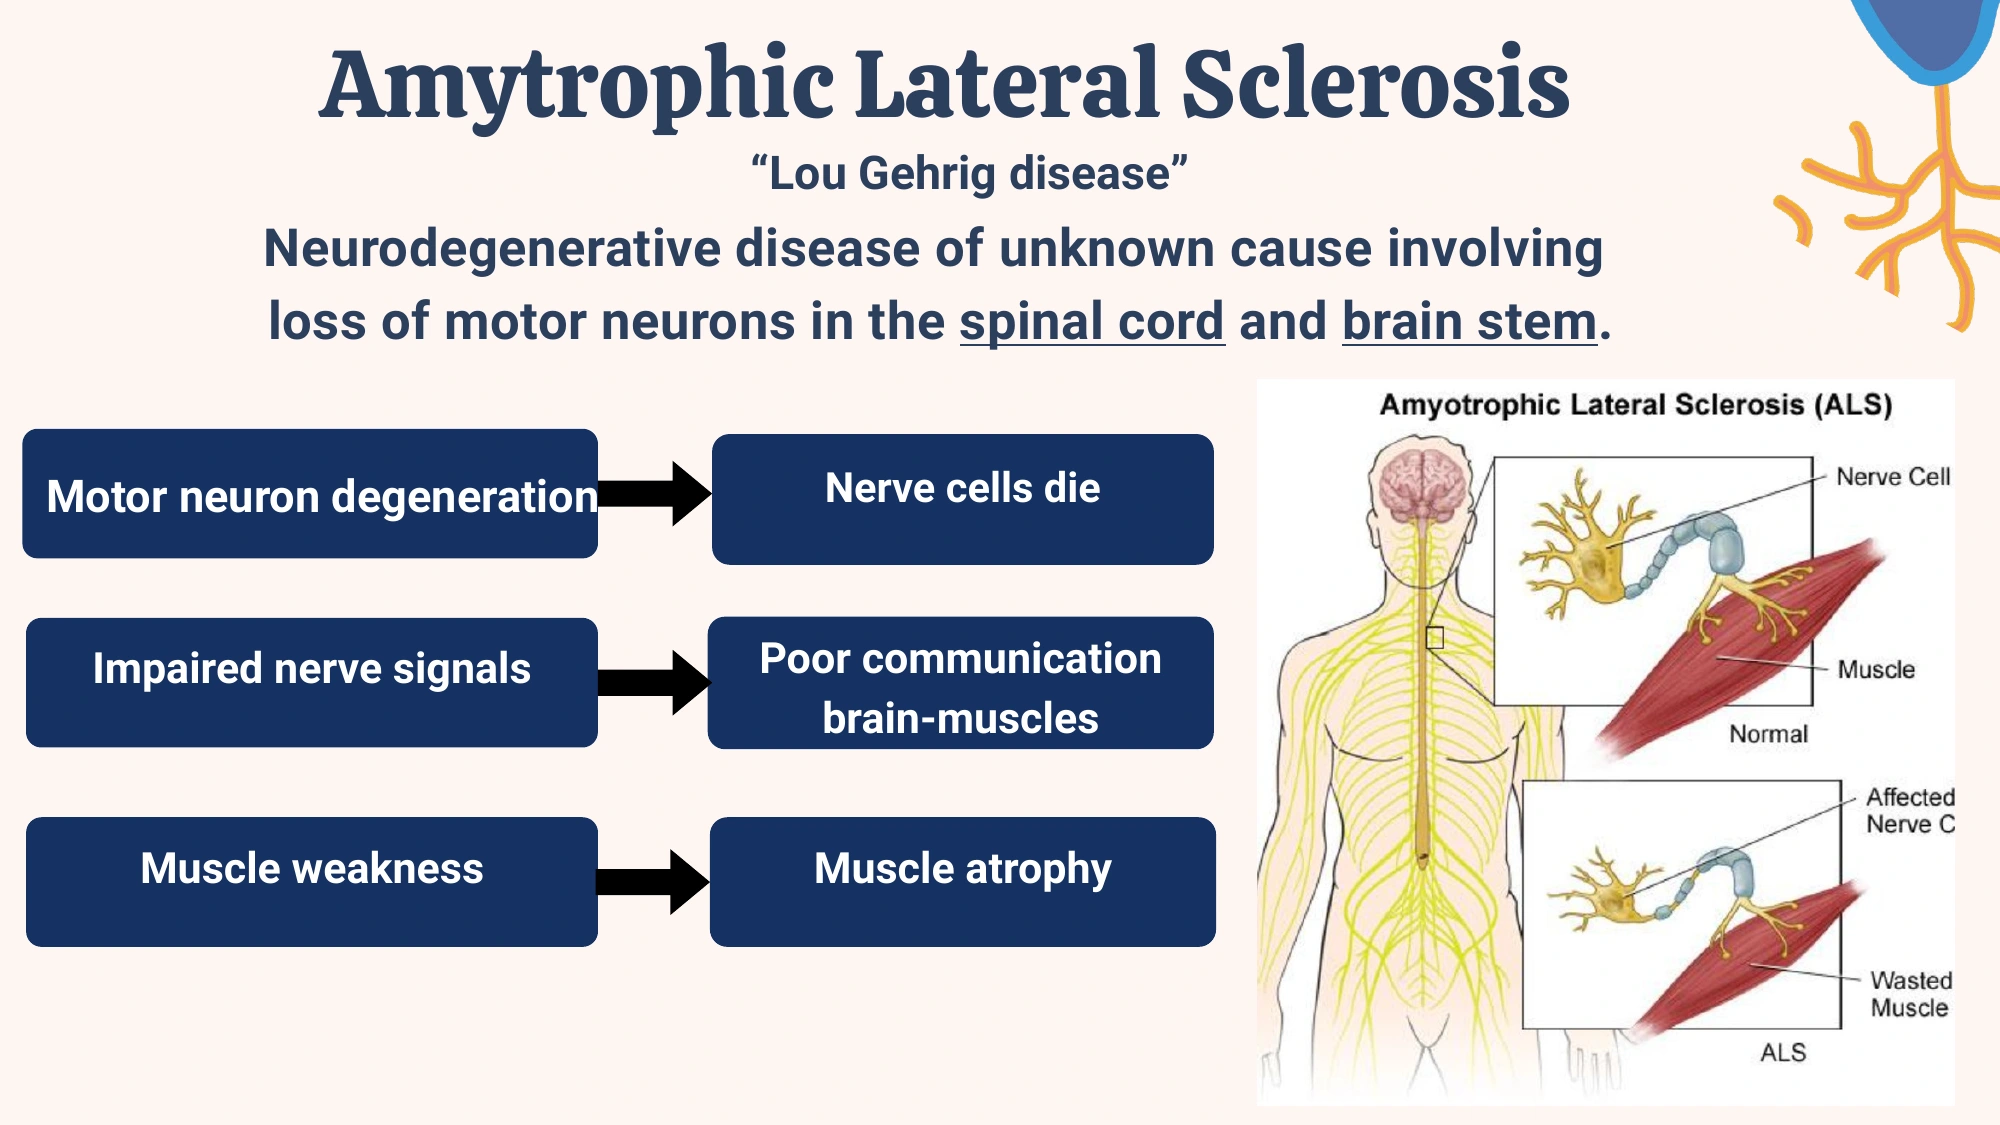 Amytrophic Lateral Sclerosis
“Lou Gehrig disease”
Neurodegenerative disease of unknown cause involving
loss of motor neurons in the spinal cord and brain stem.
Motor neuron degeneration
Nerve cells die
Impaired nerve signals
Poor communication
brain-muscles
Muscle weakness
Muscle atrophy
Amyotrophic Lateral Sclerosis (ALS)
Nerve Cell
Muscle
Normal
Affected
Nerve C
Wasted
Muscle
ALS